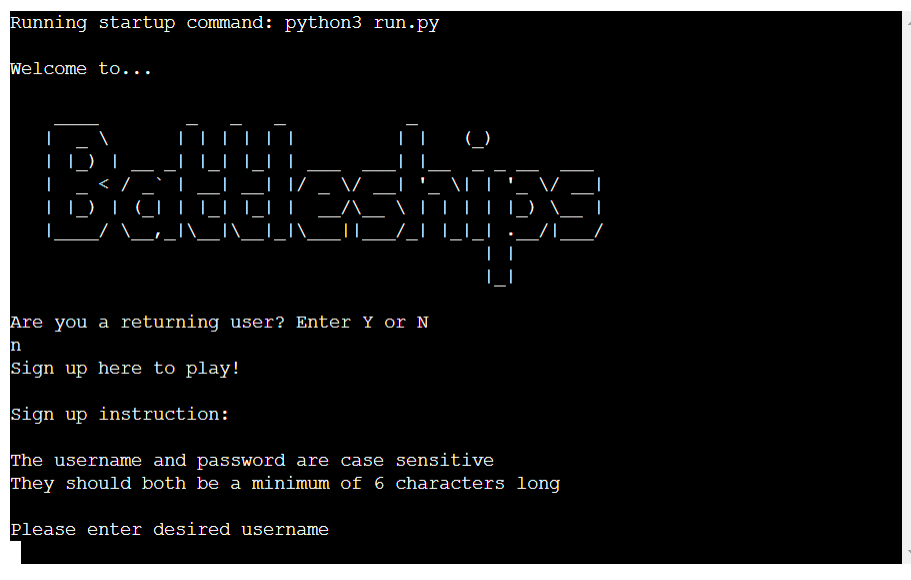 Running startup command: python3 run.py
Welcome to...
Battleships
Are you a returning user? Enter Y or N
n
Sign up here to play!
Sign up instruction:
The username and password are case sensitive
They should both be a minimum of 6 characters long
Please enter desired username